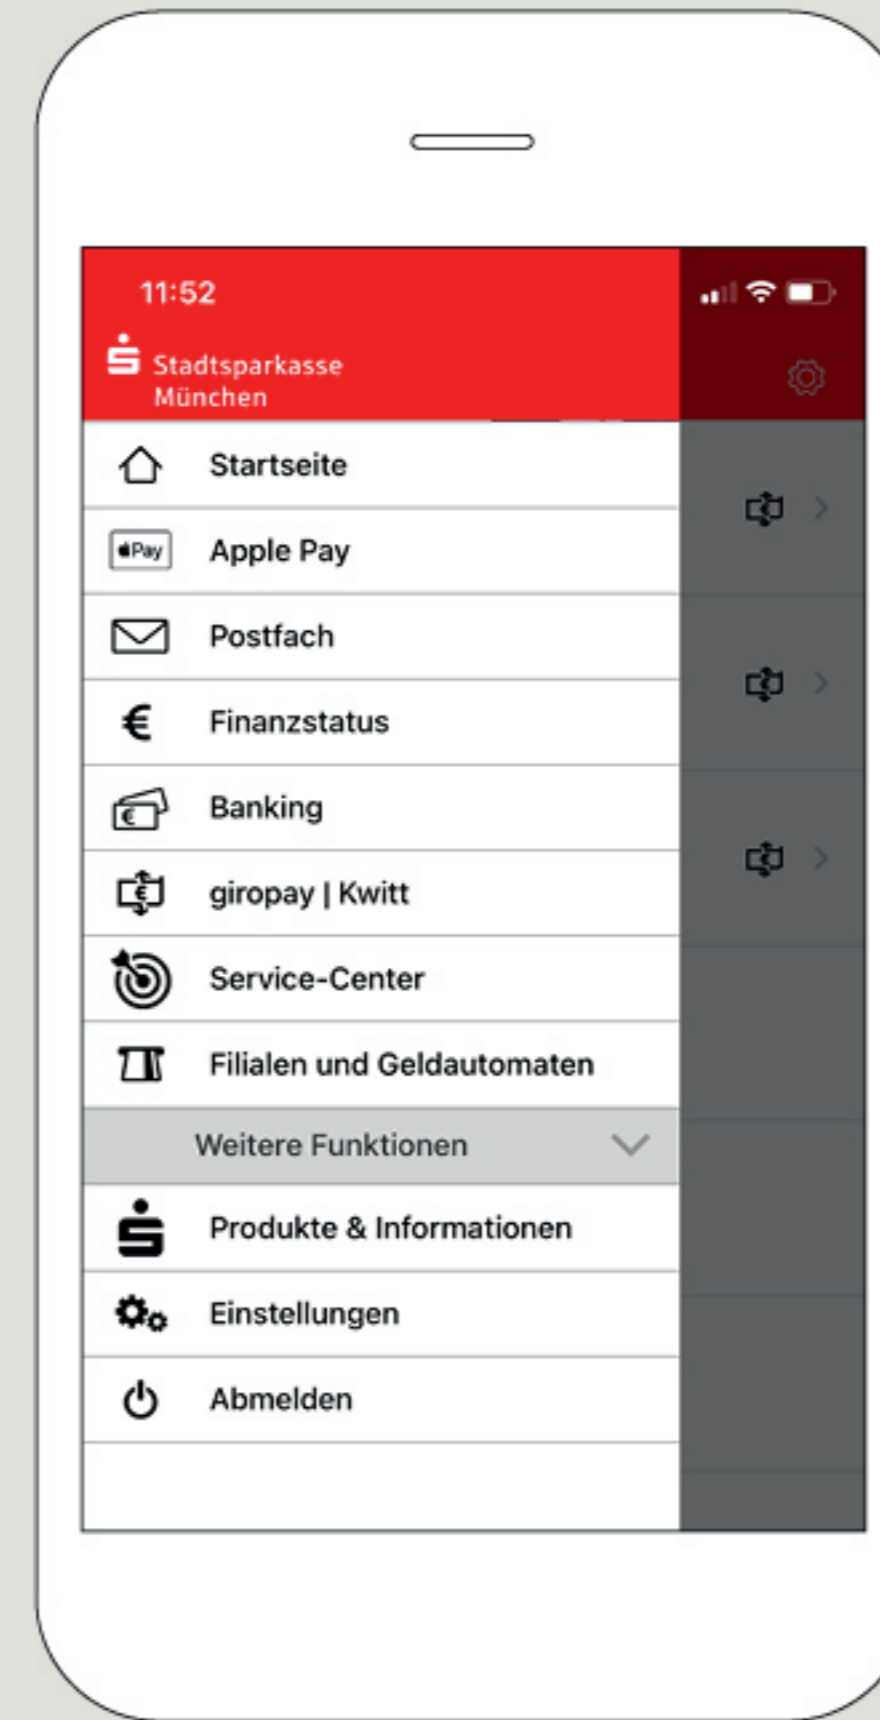 11:52
Stadtsparkasse
München
Startseite
Pay
Apple Pay
Postfach
€
Finanzstatus
Banking
giropay | Kwitt
Service-Center
Filialen und Geldautomaten
Weitere Funktionen
Produkte & Informationen
Einstellungen
Abmelden